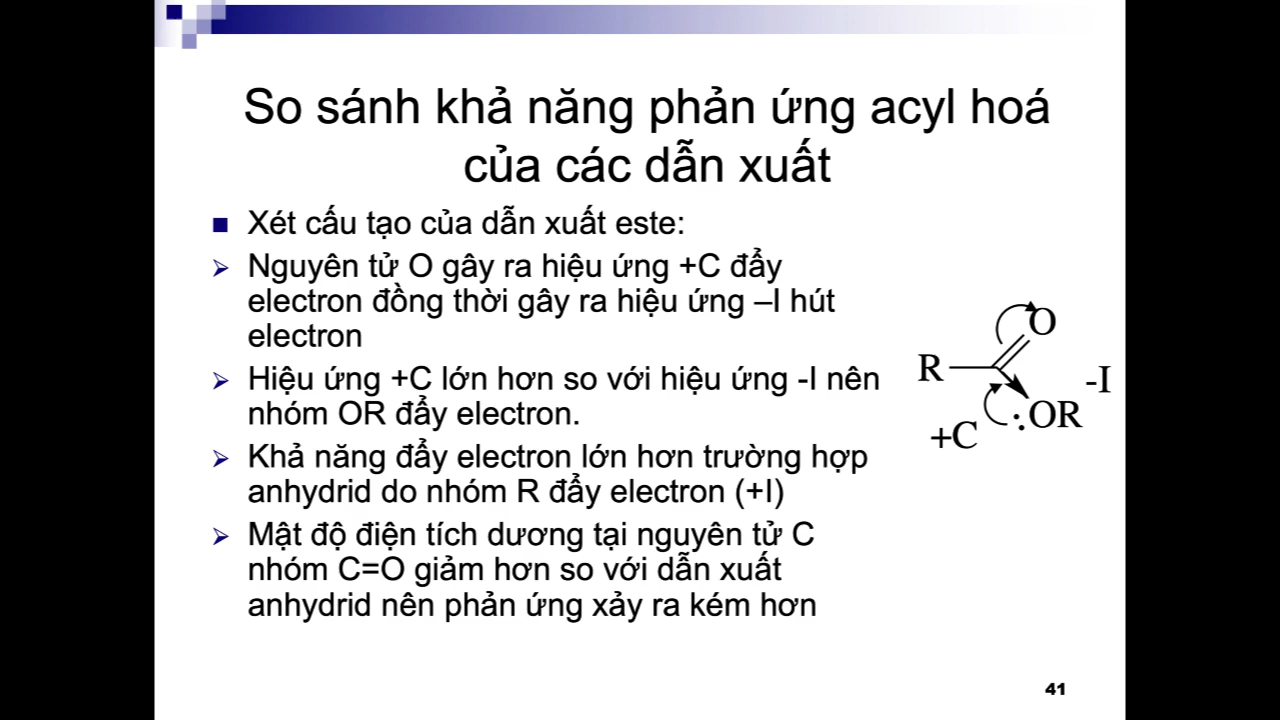 So sánh khả năng phản ứng acyl hoá
của các dẫn xuất
Xét cấu tạo của dẫn xuất este:
Nguyên tử O gây ra hiệu ứng +C đẩy
electron đồng thời gây ra hiệu ứng –I hút
electron
Hiệu ứng +C lớn hơn so với hiệu ứng -I nên
nhóm OR đẩy electron.
Khả năng đẩy electron lớn hơn trường hợp
anhydrid do nhóm R đẩy electron (+I)
Mật độ điện tích dương tại nguyên tử C
nhóm C=O giảm hơn so với dẫn xuất
anhydrid nên phản ứng xảy ra kém hơn
O
R
-I
:OR
+C
41